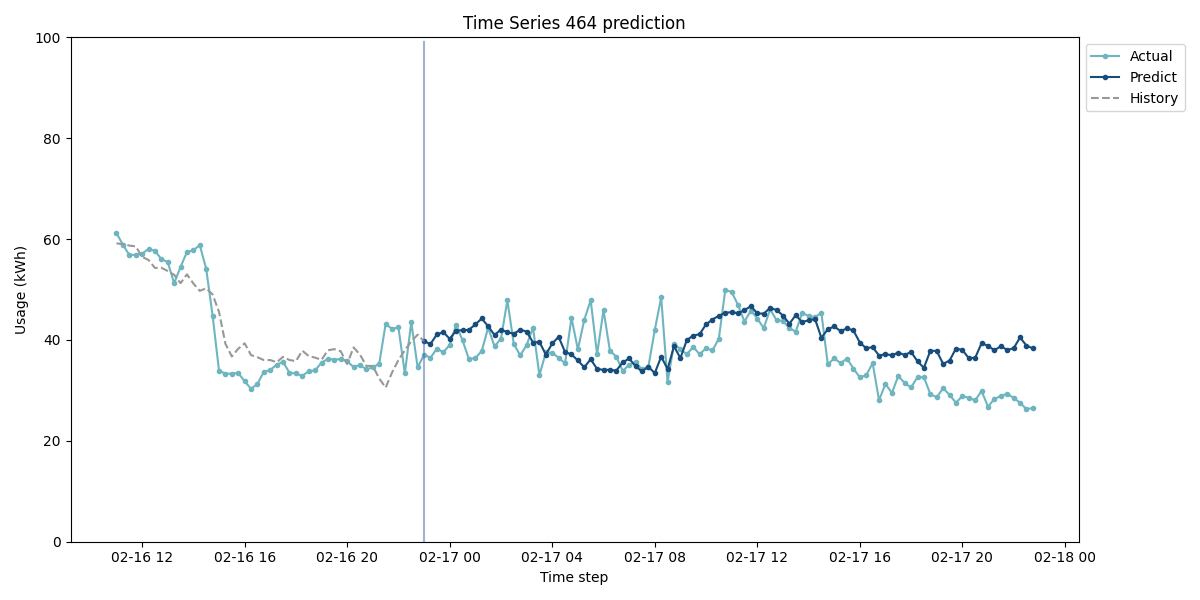 Time Series 464 prediction
100
80
60
40
20
0
Usage (kWh)
02-16 12
02-16 16
02-16 20
02-17 00
02-17 04
02-17 08
02-17 12
02-17 16
02-17 20
02-18 00
Time step
Actual
Predict
History